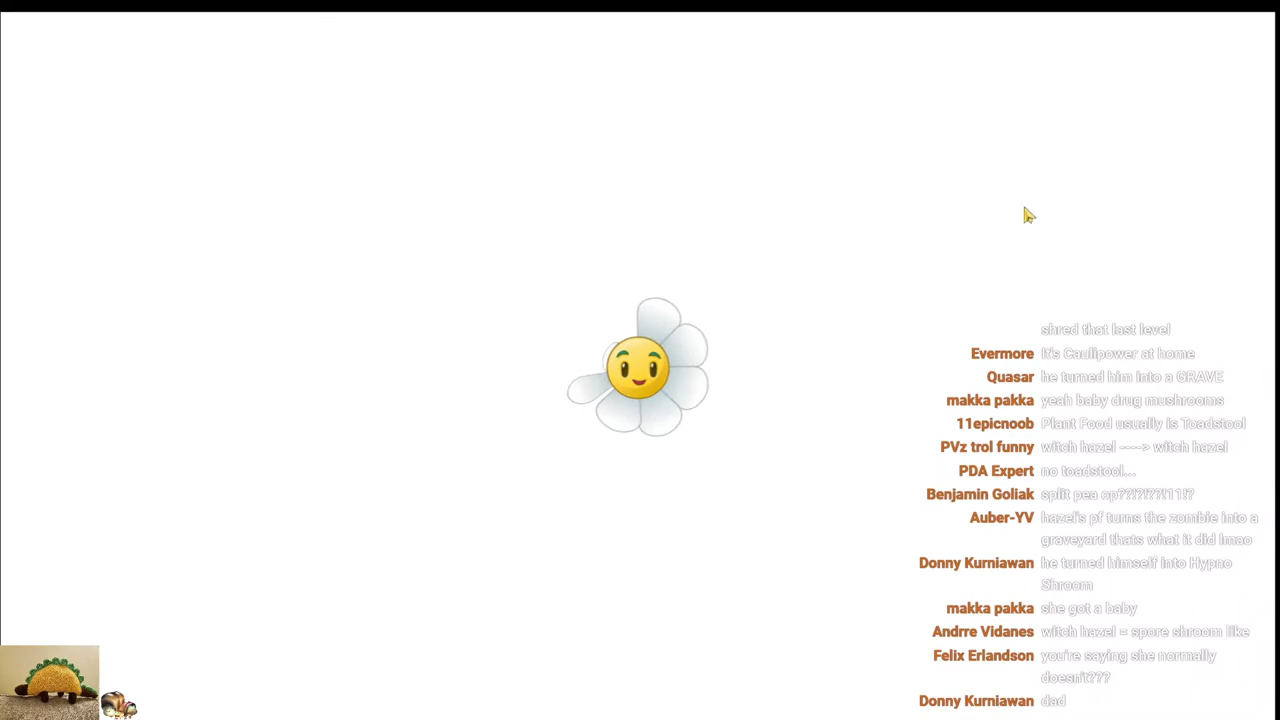 shred that last level
Evermore It's Caulipower at home
Quasar he turned him into a GRAVE
makka pakka yeah baby drug mushrooms
11epicnoob Plant Food usually is Toadstool
PVz trol funny witch hazel ----> witch hazel
PDA Expert no toadstool...
Benjamin Goliak split pea op??!?!??!11!?
Auber-YV hazel's pf turns the zombie into a
graveyard thats what it did lmao
Donny Kurniawan he turned himself into Hypno
Shroom
makka pakka she got a baby
Andrre Vidanes witch hazel = spore shroom like
Felix Erlandson you're saying she normally
doesn't???
Donny Kurniawan dad